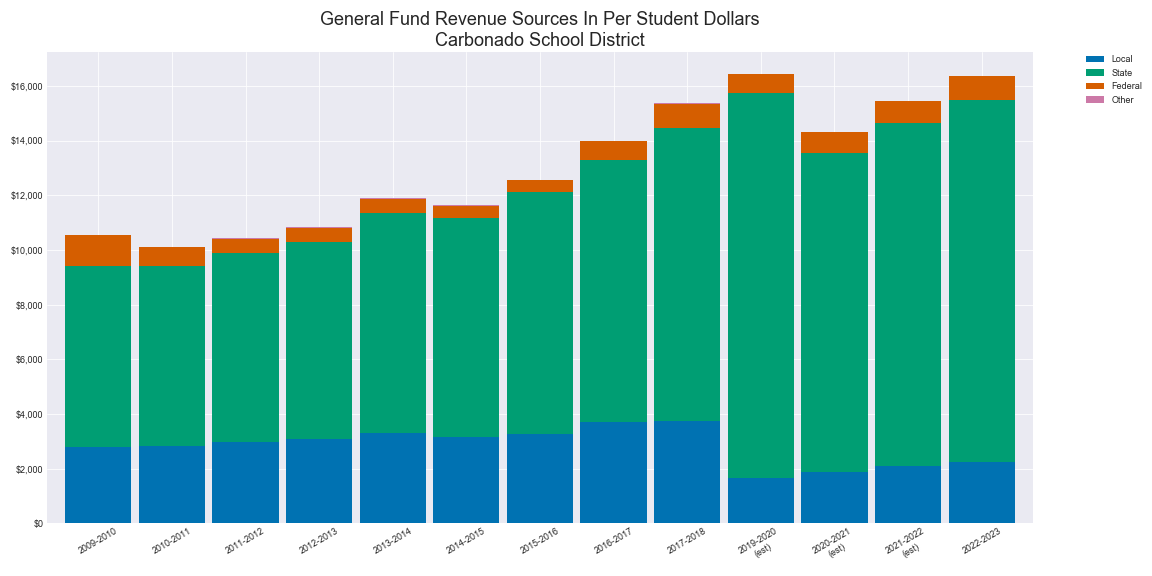 General Fund Revenue Sources In Per Student Dollars
Carbonado School District
Local
State
Federal
Other
$16,000
$14,000
$12,000
$10,000
$8,000
$6,000
$4,000
$2,000
$0
2009-2010
2010-2011
2011-2012
2012-2013
2013-2014
2014-2015
2015-2016
2016-2017
2017-2018
2019-2020
(est)
2020-2021
(est)
2021-2022
(est)
2022-2023